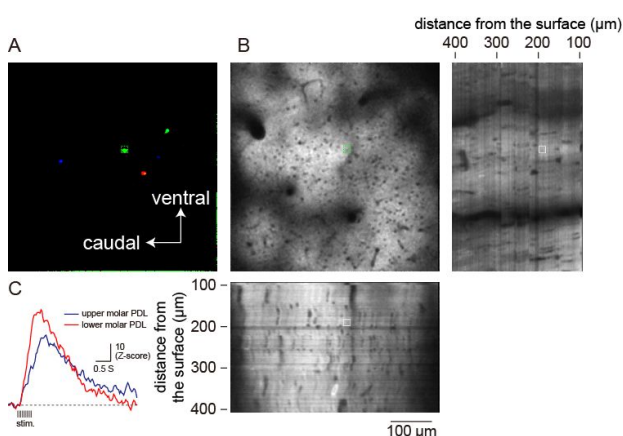 distance from the surface (µm)
400 300 200 100
A
B
ventral
caudal
C
upper molar PDL
lower molar PDL
10
(Z-score)
0.5 S
stim.
distance from
the surface (µm)
100
200
300
400
100 µm